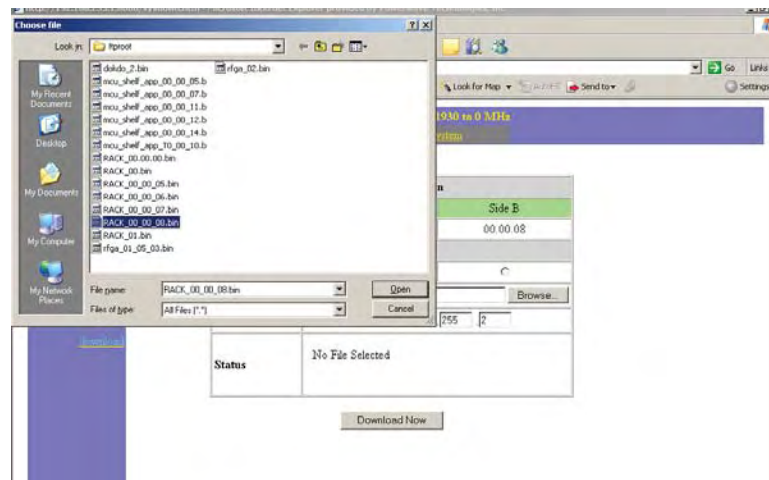 Choose file
Look in:
ftproot
My Recent Documents
Desktop
My Documents
My Computer
My Network Places
dokdo_2.bin
mcu_shelf_app_00_00_05.b
mcu_shelf_app_00_00_07.b
mcu_shelf_app_00_00_11.b
mcu_shelf_app_00_00_12.b
mcu_shelf_app_00_00_14.b
mcu_shelf_app_T0_00_10.b
RACK_00.00.00.bin
RACK_00.bin
RACK_00_00_05.bin
RACK_00_00_06.bin
RACK_00_00_07.bin
RACK_00_00_08.bin
RACK_01.bin
rfga_01_05_03.bin
rfga_02.bin
File name:
RACK_00_00_08.bin
Open
Files of type:
All Files (*.*)
Cancel
Go
Links
Look for Map
Send to
Settings
1930 to 0 MHz
Side B
00.00.08
Browse...
255 .2
Status
No File Selected
Download Now